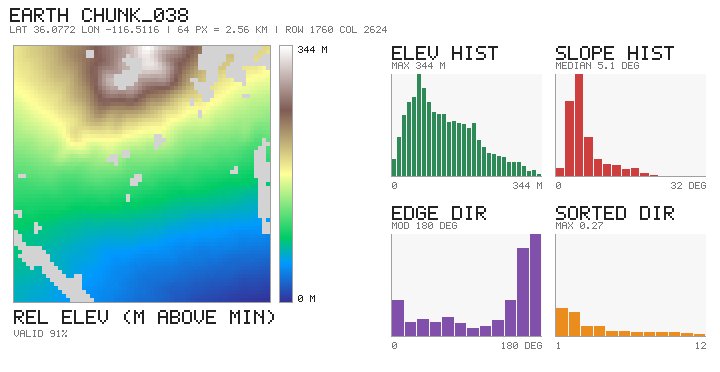 EARTH CHUNK_038
LAT 36.0772 LON -116.5116 | 64 PX = 2.56 KM | ROW 1760 COL 2624
344 M
0 M
REL ELEV (M ABOVE MIN)
VALID 91%
ELEV HIST
MAX 344 M
0 344 M
SLOPE HIST
MEDIAN 5.1 DEG
0 32 DEG
EDGE DIR
MOD 180 DEG
0 180 DEG
SORTED DIR
MAX 0.27
1 12